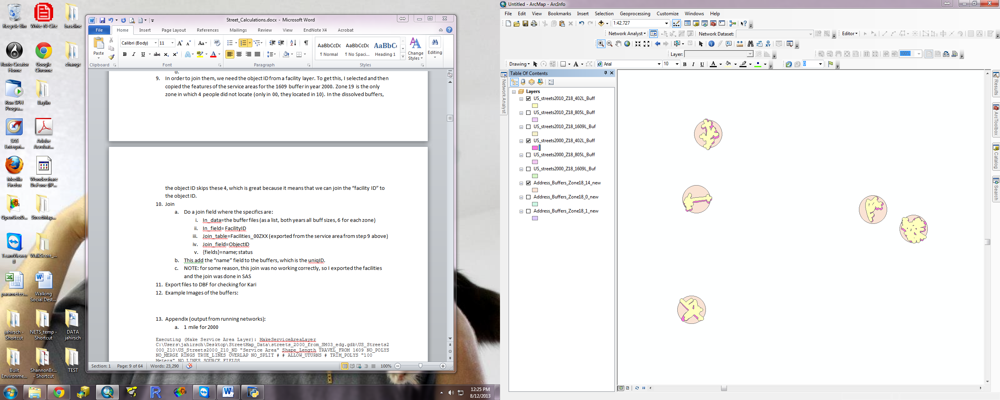 Recycle Bin
Write-N-Cite
baseline
Roxio Creator Home
Google Chrome
change
Run SPH Progra...
Baylin
SAS Enterpri...
Adobe Acrobat...
Mozilla Firefox
Wondershare Dr.Fone (iP...
OpenGeoD...
StreetMap...
TeamViewer 8
WalkScore_...
parameters...
Walking Social Dest...
jahirsch - Shortcut
NETS_temp - Shortcut
DATA jahirsch
Built Environme...
ShannonBr... - Shortcut
TEST
Street_Calculations.docx - Microsoft Word
File Home Insert Page Layout References Mailings Review View EndNote X4 Acrobat
Paste
Calibri (Body) 11
AaBbCcDc AaBbCcDc AaBbCc
¶ Normal ¶ No Spaci... Heading 1
Change Styles
Editing
Clipboard Font Paragraph Styles
d.
9. In order to join them, we need the object ID from a facility layer. To get this, I selected and then
copied the features of the service areas for the 1609 buffer in year 2000. Zone 19 is the only
zone in which 4 people did not locate (only in 00, they located in 10). In the dissolved buffers,
the object ID skips these 4, which is great because it means that we can join the “facility ID” to
the object ID.
10. Join
a. Do a join field where the specifics are:
i. In_data=the buffer files (as a list, both years all buff sizes, 6 for each zone)
ii. In_field= FacilityID
iii. Join_table=Facilities_00ZXX (exported from the service area from step 9 above)
iv. Join_field=ObjectID
v. {fields}=name; status
b. This add the “name” field to the buffers, which is the uniqID.
c. NOTE: for some reason, this join was no working correctly, so I exported the facilities
and the join was done in SAS
11. Export files to DBF for checking for Kari
12. Example Images of the buffers:
13. Appendix (output from running networks):
a. 1 mile for 2000
Executing (Make Service Area Layer): MakeServiceAreaLayer
C:\Users\jahirsch\Desktop\StreetMap_Data\streets_2000_from_SM03_edg.gdb\US_Streets2
000_Z10\US_Streets2000_Z10_ND "Service Area" Shape_Length TRAVEL_FROM 1609 NO_POLYS
NO_MERGE RINGS TRUE_LINES OVERLAP NO_SPLIT # # ALLOW_UTURNS # TRIM_POLYS "100
Meters" NO_LINES_SOURCE_FIELDS
Section: 1 Page: 9 of 64 Words: 23,290 100%
12:25 PM
8/12/2013
Untitled - ArcMap - ArcInfo
File Edit View Bookmarks Insert Selection Geoprocessing Customize Windows Help
1:42,727
Network Analyst Network Dataset: Editor
Layer: 100%
Drawing Arial 10 B I U A 0
Network Analyst
Table Of Contents
Layers
US_streets2010_Z18_402L_Buff
US_streets2010_Z18_805L_Buff
US_streets2010_Z18_1609L_Buf
US_streets2000_Z18_402L_Buff
US_streets2000_Z18_805L_Buff
US_streets2000_Z18_1609L_Buf
Address_Buffers_Zone18_14_new
Address_Buffers_Zone18_0_new
Address_Buffers_Zone18_1_new
Results
ArcToolbox
Catalog
Search